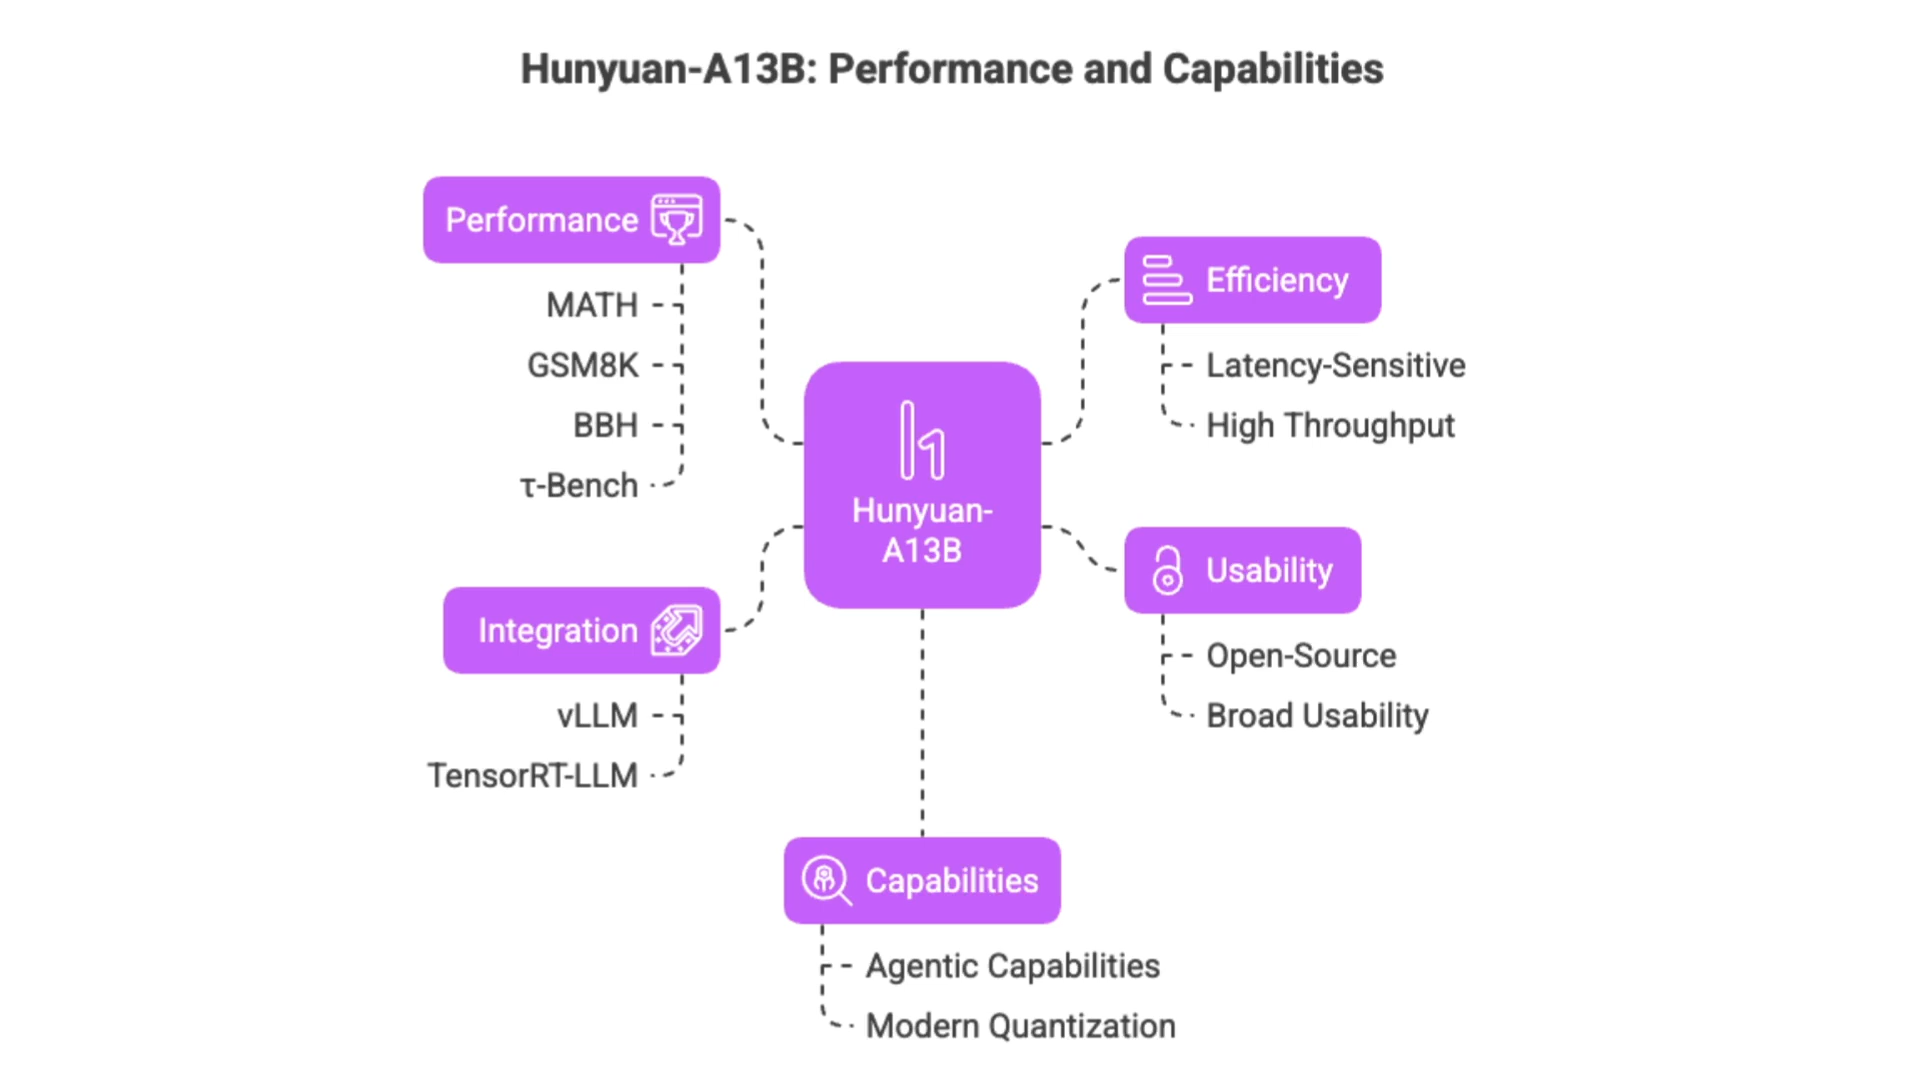 Hunyuan-A13B: Performance and Capabilities
Performance
MATH
GSM8K
BBH
τ-Bench
Integration
vLLM
TensorRT-LLM
Hunyuan-
A13B
Efficiency
Latency-Sensitive
High Throughput
Usability
Open-Source
Broad Usability
Capabilities
Agentic Capabilities
Modern Quantization